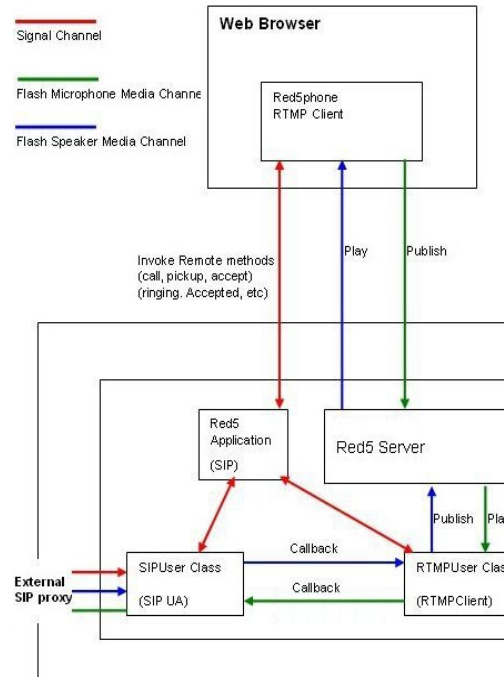 Signal Channel
Web Browser
Flash Microphone Media Channe
Flash Speaker Media Channel
Red5phone
RTMP Client
Invoke Remote methods
(call, pickup, accept)
(ringing. Accepted, etc)
Play
Publish
Red5
Application
(SIP)
Red5 Server
Publish
Pla
External
SIP proxy
SIPUser Class
(SIP UA)
Callback
Callback
RTMPUser Clas
(RTMPClient)